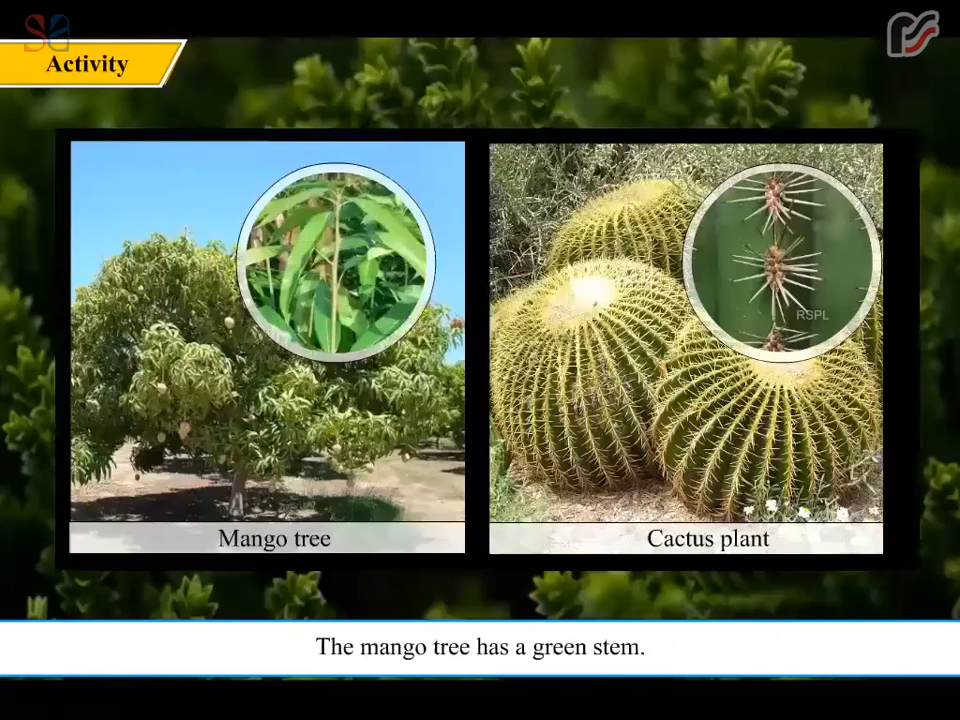 Activity
RSPL
Mango tree
Cactus plant
The mango tree has a green stem.